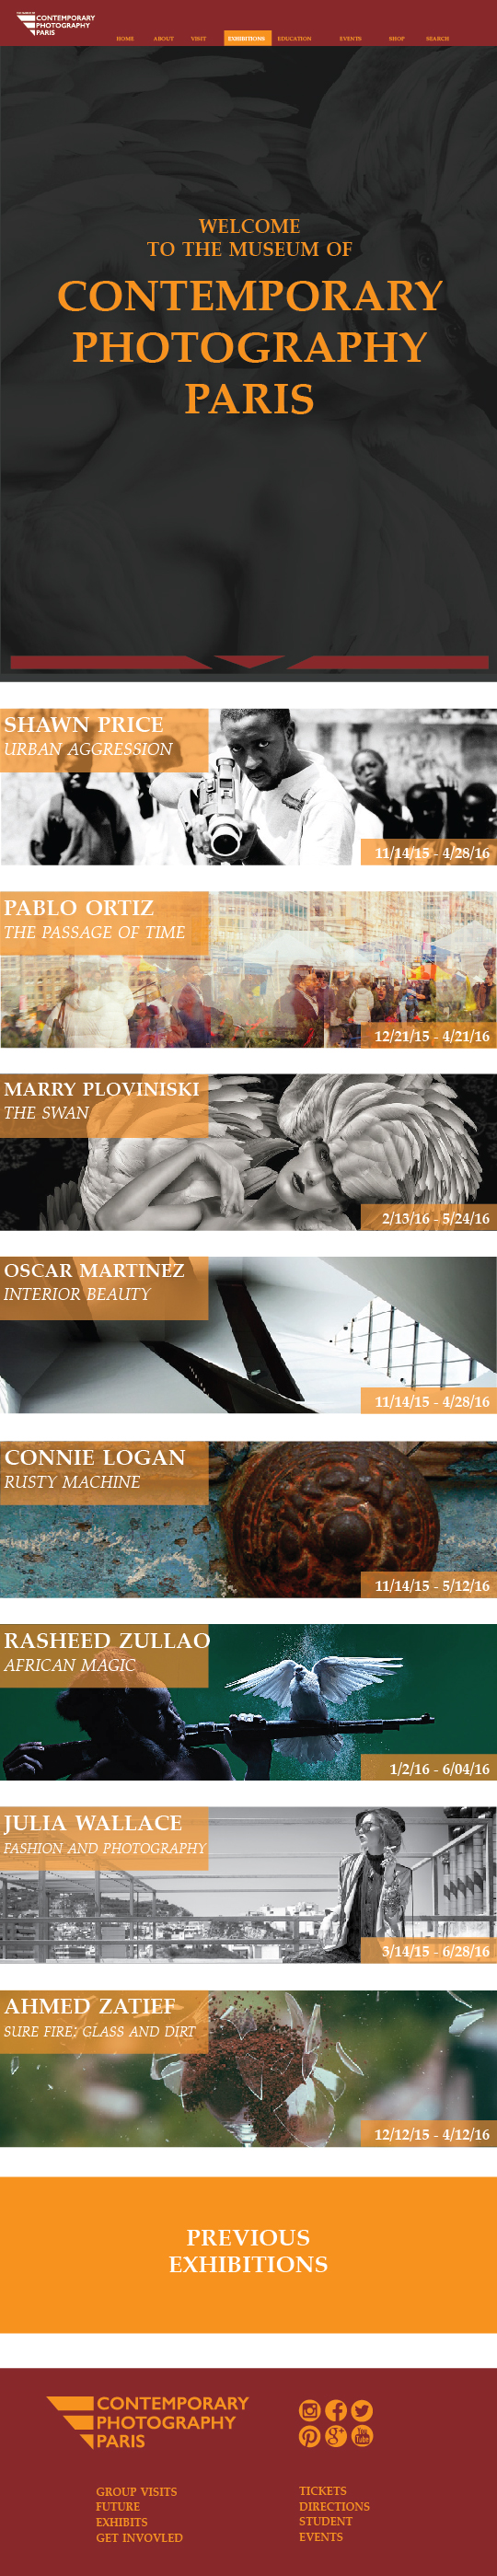 THE MUSEUM OF
CONTEMPORARY
PHOTOGRAPHY
PARIS
HOME ABOUT VISIT EXHIBITIONS EDUCATION EVENTS SHOP SEARCH
WELCOME
TO THE MUSEUM OF
CONTEMPORARY
PHOTOGRAPHY
PARIS
SHAWN PRICE
URBAN AGGRESSION
11/14/15 - 4/28/16
PABLO ORTIZ
THE PASSAGE OF TIME
12/21/15 - 4/21/16
MARRY PLOVINISKI
THE SWAN
2/13/16 - 5/24/16
OSCAR MARTINEZ
INTERIOR BEAUTY
11/14/15 - 4/28/16
CONNIE LOGAN
RUSTY MACHINE
11/14/15 - 5/12/16
RASHEED ZULLAO
AFRICAN MAGIC
1/2/16 - 6/04/16
JULIA WALLACE
FASHION AND PHOTOGRAPHY
3/14/15 - 6/28/16
AHMED ZATIEF
SURE FIRE: GLASS AND DIRT
12/12/15 - 4/12/16
PREVIOUS
EXHIBITIONS
CONTEMPORARY
PHOTOGRAPHY
PARIS
You
Tube
GROUP VISITS
FUTURE
EXHIBITS
GET INVOVLED
TICKETS
DIRECTIONS
STUDENT
EVENTS